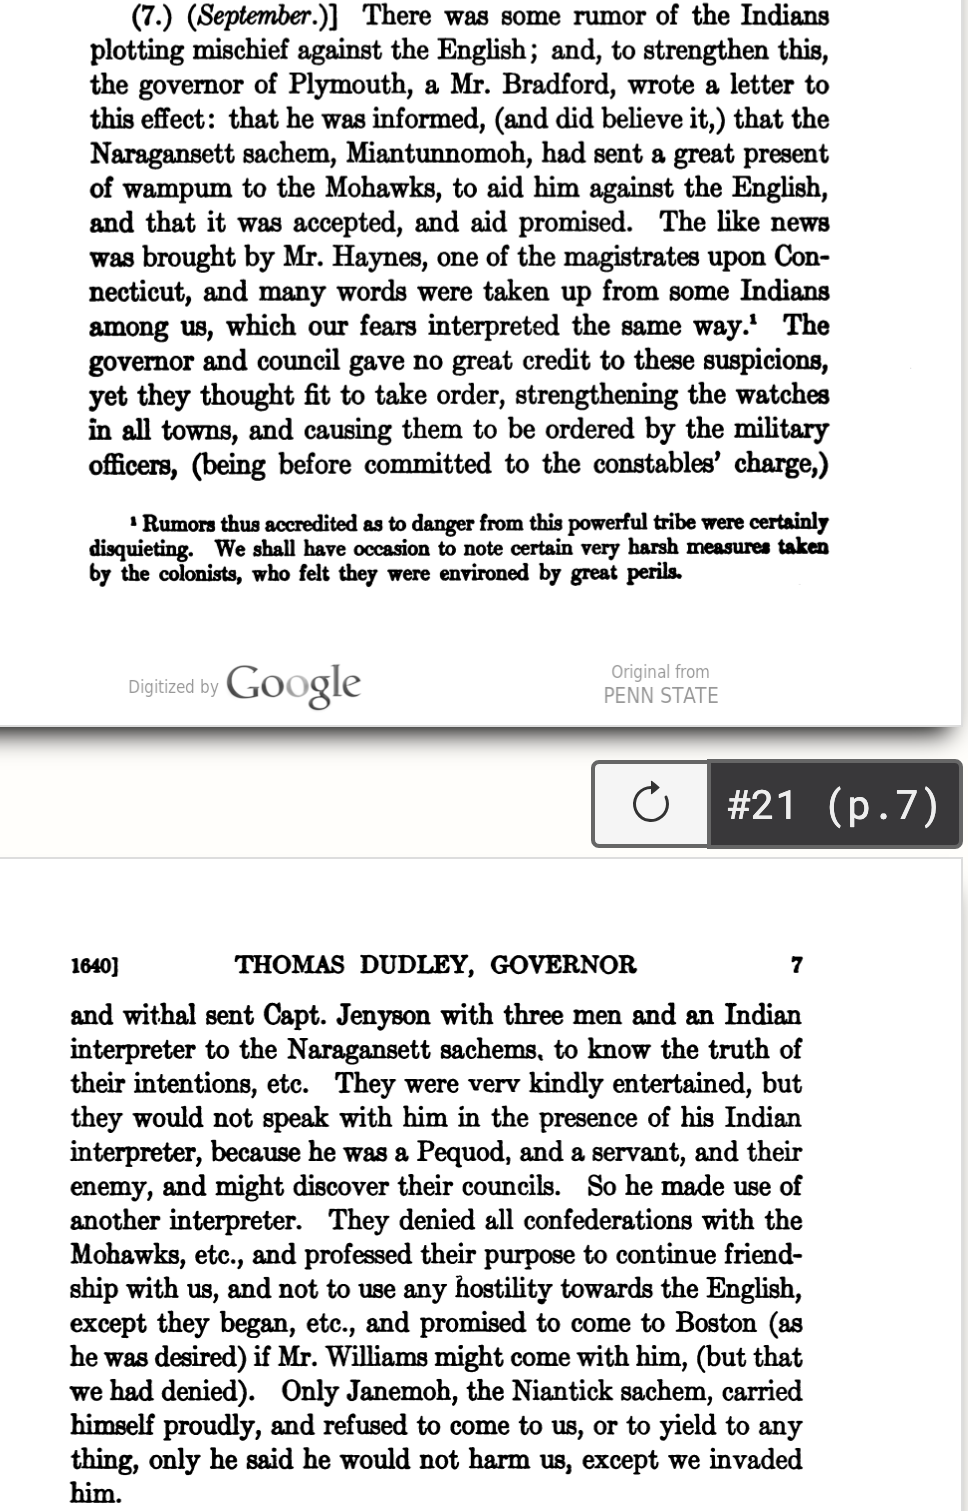 (7.) (September.)] There was some rumor of the Indians
plotting mischief against the English; and, to strengthen this,
the governor of Plymouth, a Mr. Bradford, wrote a letter to
this effect: that he was informed, (and did believe it,) that the
Naragansett sachem, Miantunnomoh, had sent a great present
of wampum to the Mohawks, to aid him against the English,
and that it was accepted, and aid promised. The like news
was brought by Mr. Haynes, one of the magistrates upon Con-
necticut, and many words were taken up from some Indians
among us, which our fears interpreted the same way.¹ The
governor and council gave no great credit to these suspicions,
yet they thought fit to take order, strengthening the watches
in all towns, and causing them to be ordered by the military
officers, (being before committed to the constables' charge,)
¹ Rumors thus accredited as to danger from this powerful tribe were certainly
disquieting. We shall have occasion to note certain very harsh measures taken
by the colonists, who felt they were environed by great perils.
Digitized by Google
Original from
PENN STATE
#21 (p.7)
1640] THOMAS DUDLEY, GOVERNOR 7
and withal sent Capt. Jenyson with three men and an Indian
interpreter to the Naragansett sachems, to know the truth of
their intentions, etc. They were very kindly entertained, but
they would not speak with him in the presence of his Indian
interpreter, because he was a Pequod, and a servant, and their
enemy, and might discover their councils. So he made use of
another interpreter. They denied all confederations with the
Mohawks, etc., and professed their purpose to continue friend-
ship with us, and not to use any hostility towards the English,
except they began, etc., and promised to come to Boston (as
he was desired) if Mr. Williams might come with him, (but that
we had denied). Only Janemoh, the Niantick sachem, carried
himself proudly, and refused to come to us, or to yield to any
thing, only he said he would not harm us, except we invaded
him.